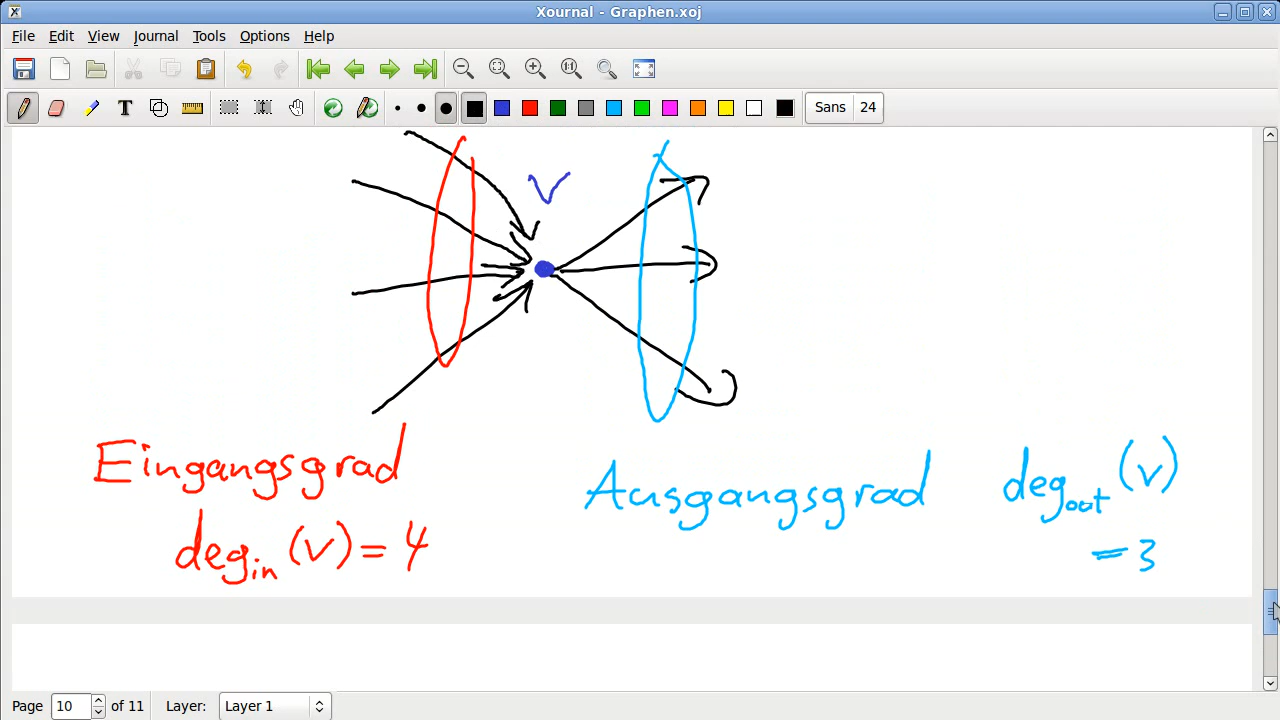 Xournal - Graphen.xoj
File Edit View Journal Tools Options Help
T Sans 24
v
Eingangsgrad
deg_in (v) = 4
Ausgangsgrad deg_out (v)
= 3
Page 10 of 11 Layer: Layer 1